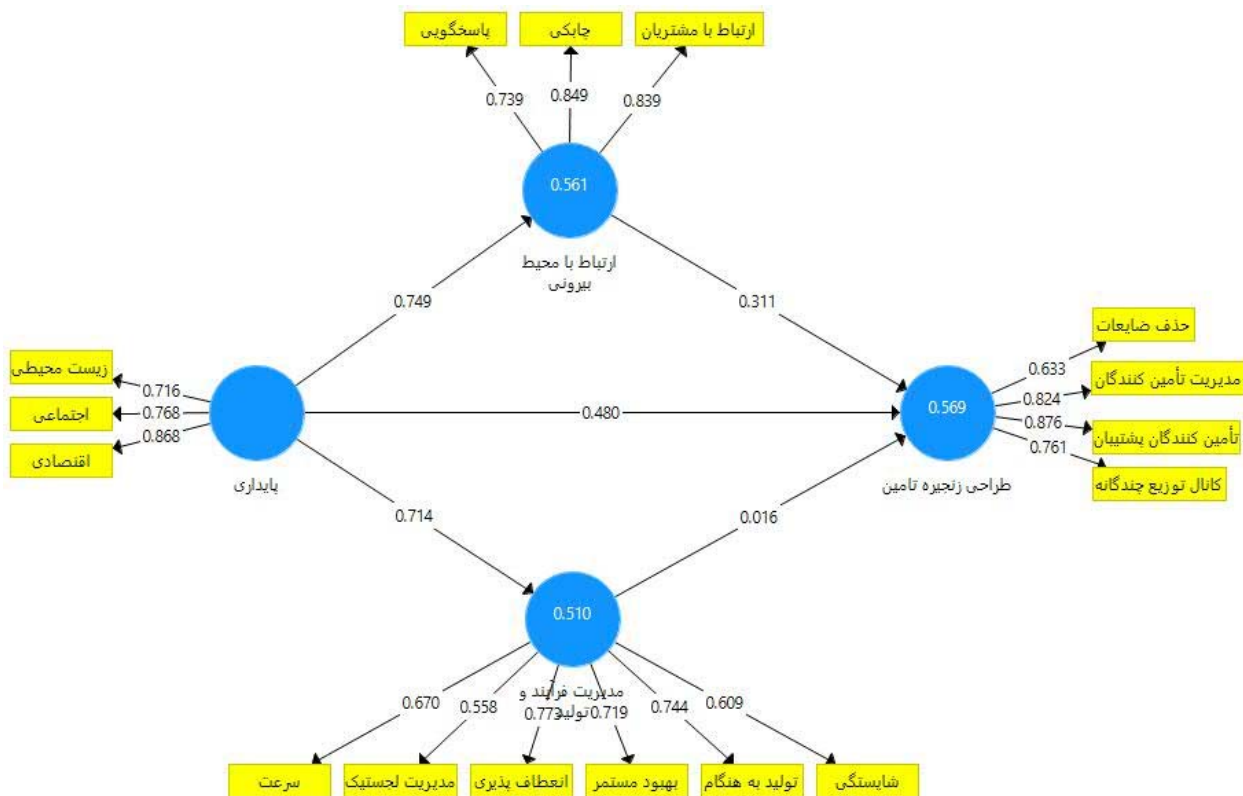 ارتباط با مشتریان
چابکی
پاسخگویی
0.739
0.849
0.839
0.561
ارتباط با محیط
بیرونی
0.749
0.311
حذف ضایعات
مدیریت تأمین کنندگان
تأمین کنندگان پشتیبان
کانال توزیع چندگانه
0.633
0.824
0.876
0.761
0.569
طراحی زنجیره تامین
0.480
زیست محیطی
اجتماعی
اقتصادی
0.716
0.768
0.868
پایداری
0.714
0.016
0.510
مدیریت فرآیند و
تولید
0.670
0.558
0.773
0.719
0.744
0.609
شایستگی
تولید به هنگام
بهبود مستمر
انعطاف پذیری
مدیریت لجستیک
سرعت